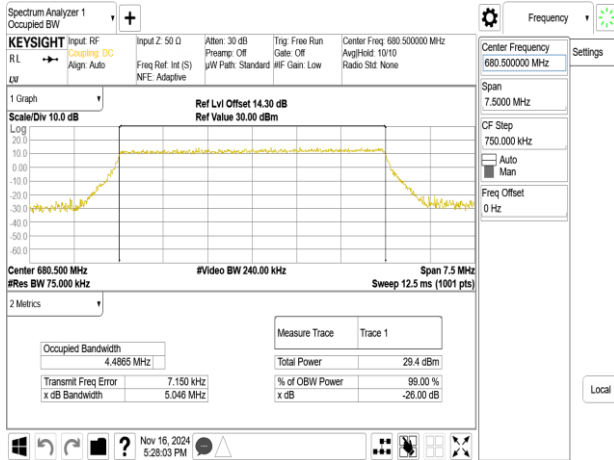 Spectrum Analyzer 1
Occupied BW
Frequency
KEYSIGHT
RL
LXI
Input: RF
Coupling: DC
Align: Auto
Input Z: 50 Ω
Freq Ref: Int (S)
NFE: Adaptive
Atten: 30 dB
Preamp: Off
µW Path: Standard
Trig: Free Run
Gate: Off
#IF Gain: Low
Center Freq: 680.500000 MHz
Avg|Hold: 10/10
Radio Std: None
Center Frequency
680.500000 MHz
Settings
Span
7.5000 MHz
CF Step
750.000 kHz
Auto
Man
Freq Offset
0 Hz
Local
1 Graph
Scale/Div 10.0 dB
Ref Lvl Offset 14.30 dB
Ref Value 30.00 dBm
Log
20.0
10.0
0.00
-10.0
-20.0
-30.0
-40.0
-50.0
-60.0
Center 680.500 MHz
#Video BW 240.00 kHz
Span 7.5 MHz
#Res BW 75.000 kHz
Sweep 12.5 ms (1001 pts)
2 Metrics
Measure Trace Trace 1
Occupied Bandwidth
4.4865 MHz
Total Power 29.4 dBm
Transmit Freq Error 7.150 kHz
% of OBW Power 99.00 %
x dB Bandwidth 5.046 MHz
x dB -26.00 dB
?
Nov 16, 2024
5:28:03 PM